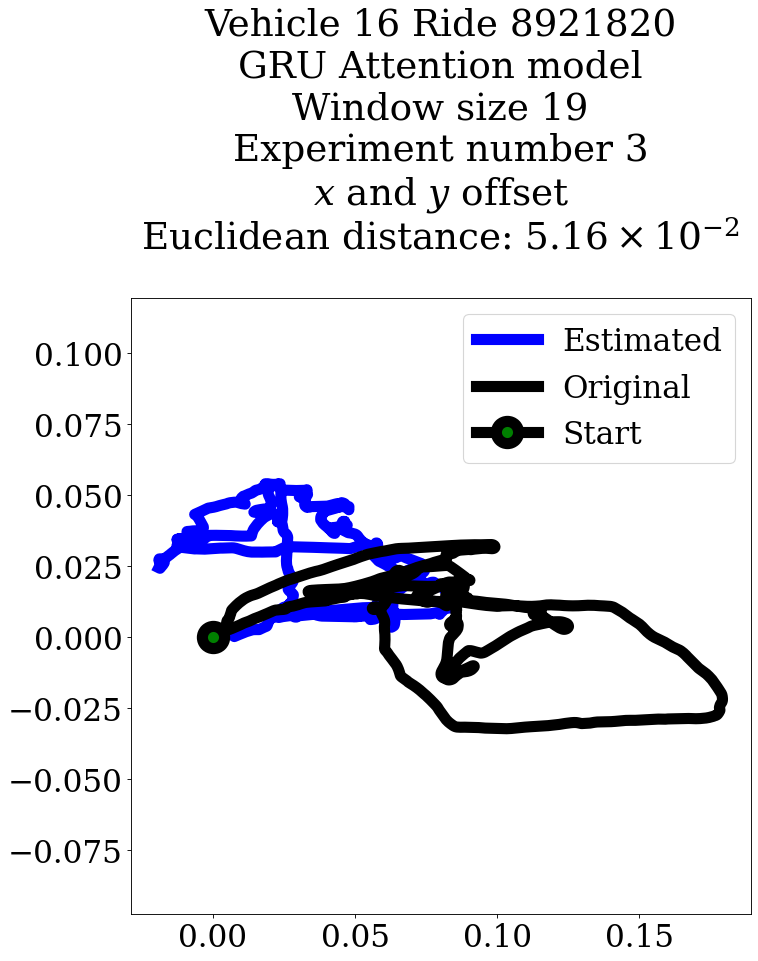 Vehicle 16 Ride 8921820
GRU Attention model
Window size 19
Experiment number 3
x and y offset
Euclidean distance: 5.16 × 10⁻²
Estimated
Original
Start
0.100
0.075
0.050
0.025
0.000
−0.025
−0.050
−0.075
0.00 0.05 0.10 0.15